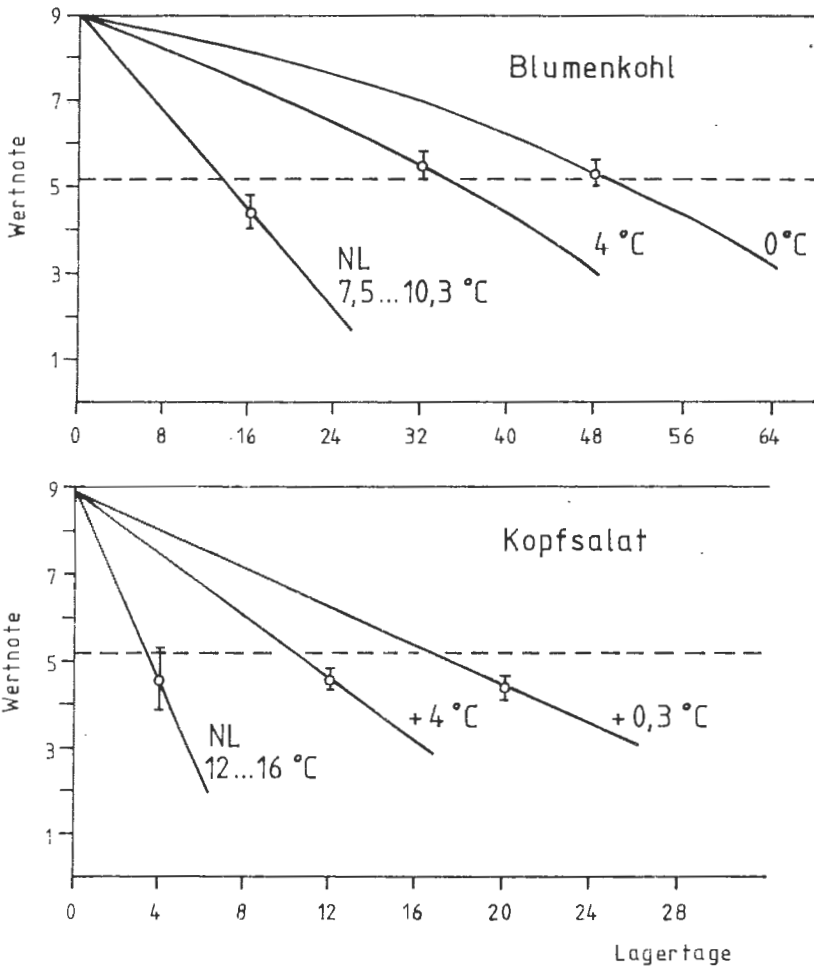 9
Blumenkohl
7
Wertnote
5
4 °C
0°C
NL
7,5...10,3 °C
3
1
0 8 16 24 32 40 48 56 64
9
Kopfsalat
7
Wertnote
5
+4 °C
+0,3 °C
NL
12...16 °C
3
1
0 4 8 12 16 20 24 28
Lagertage